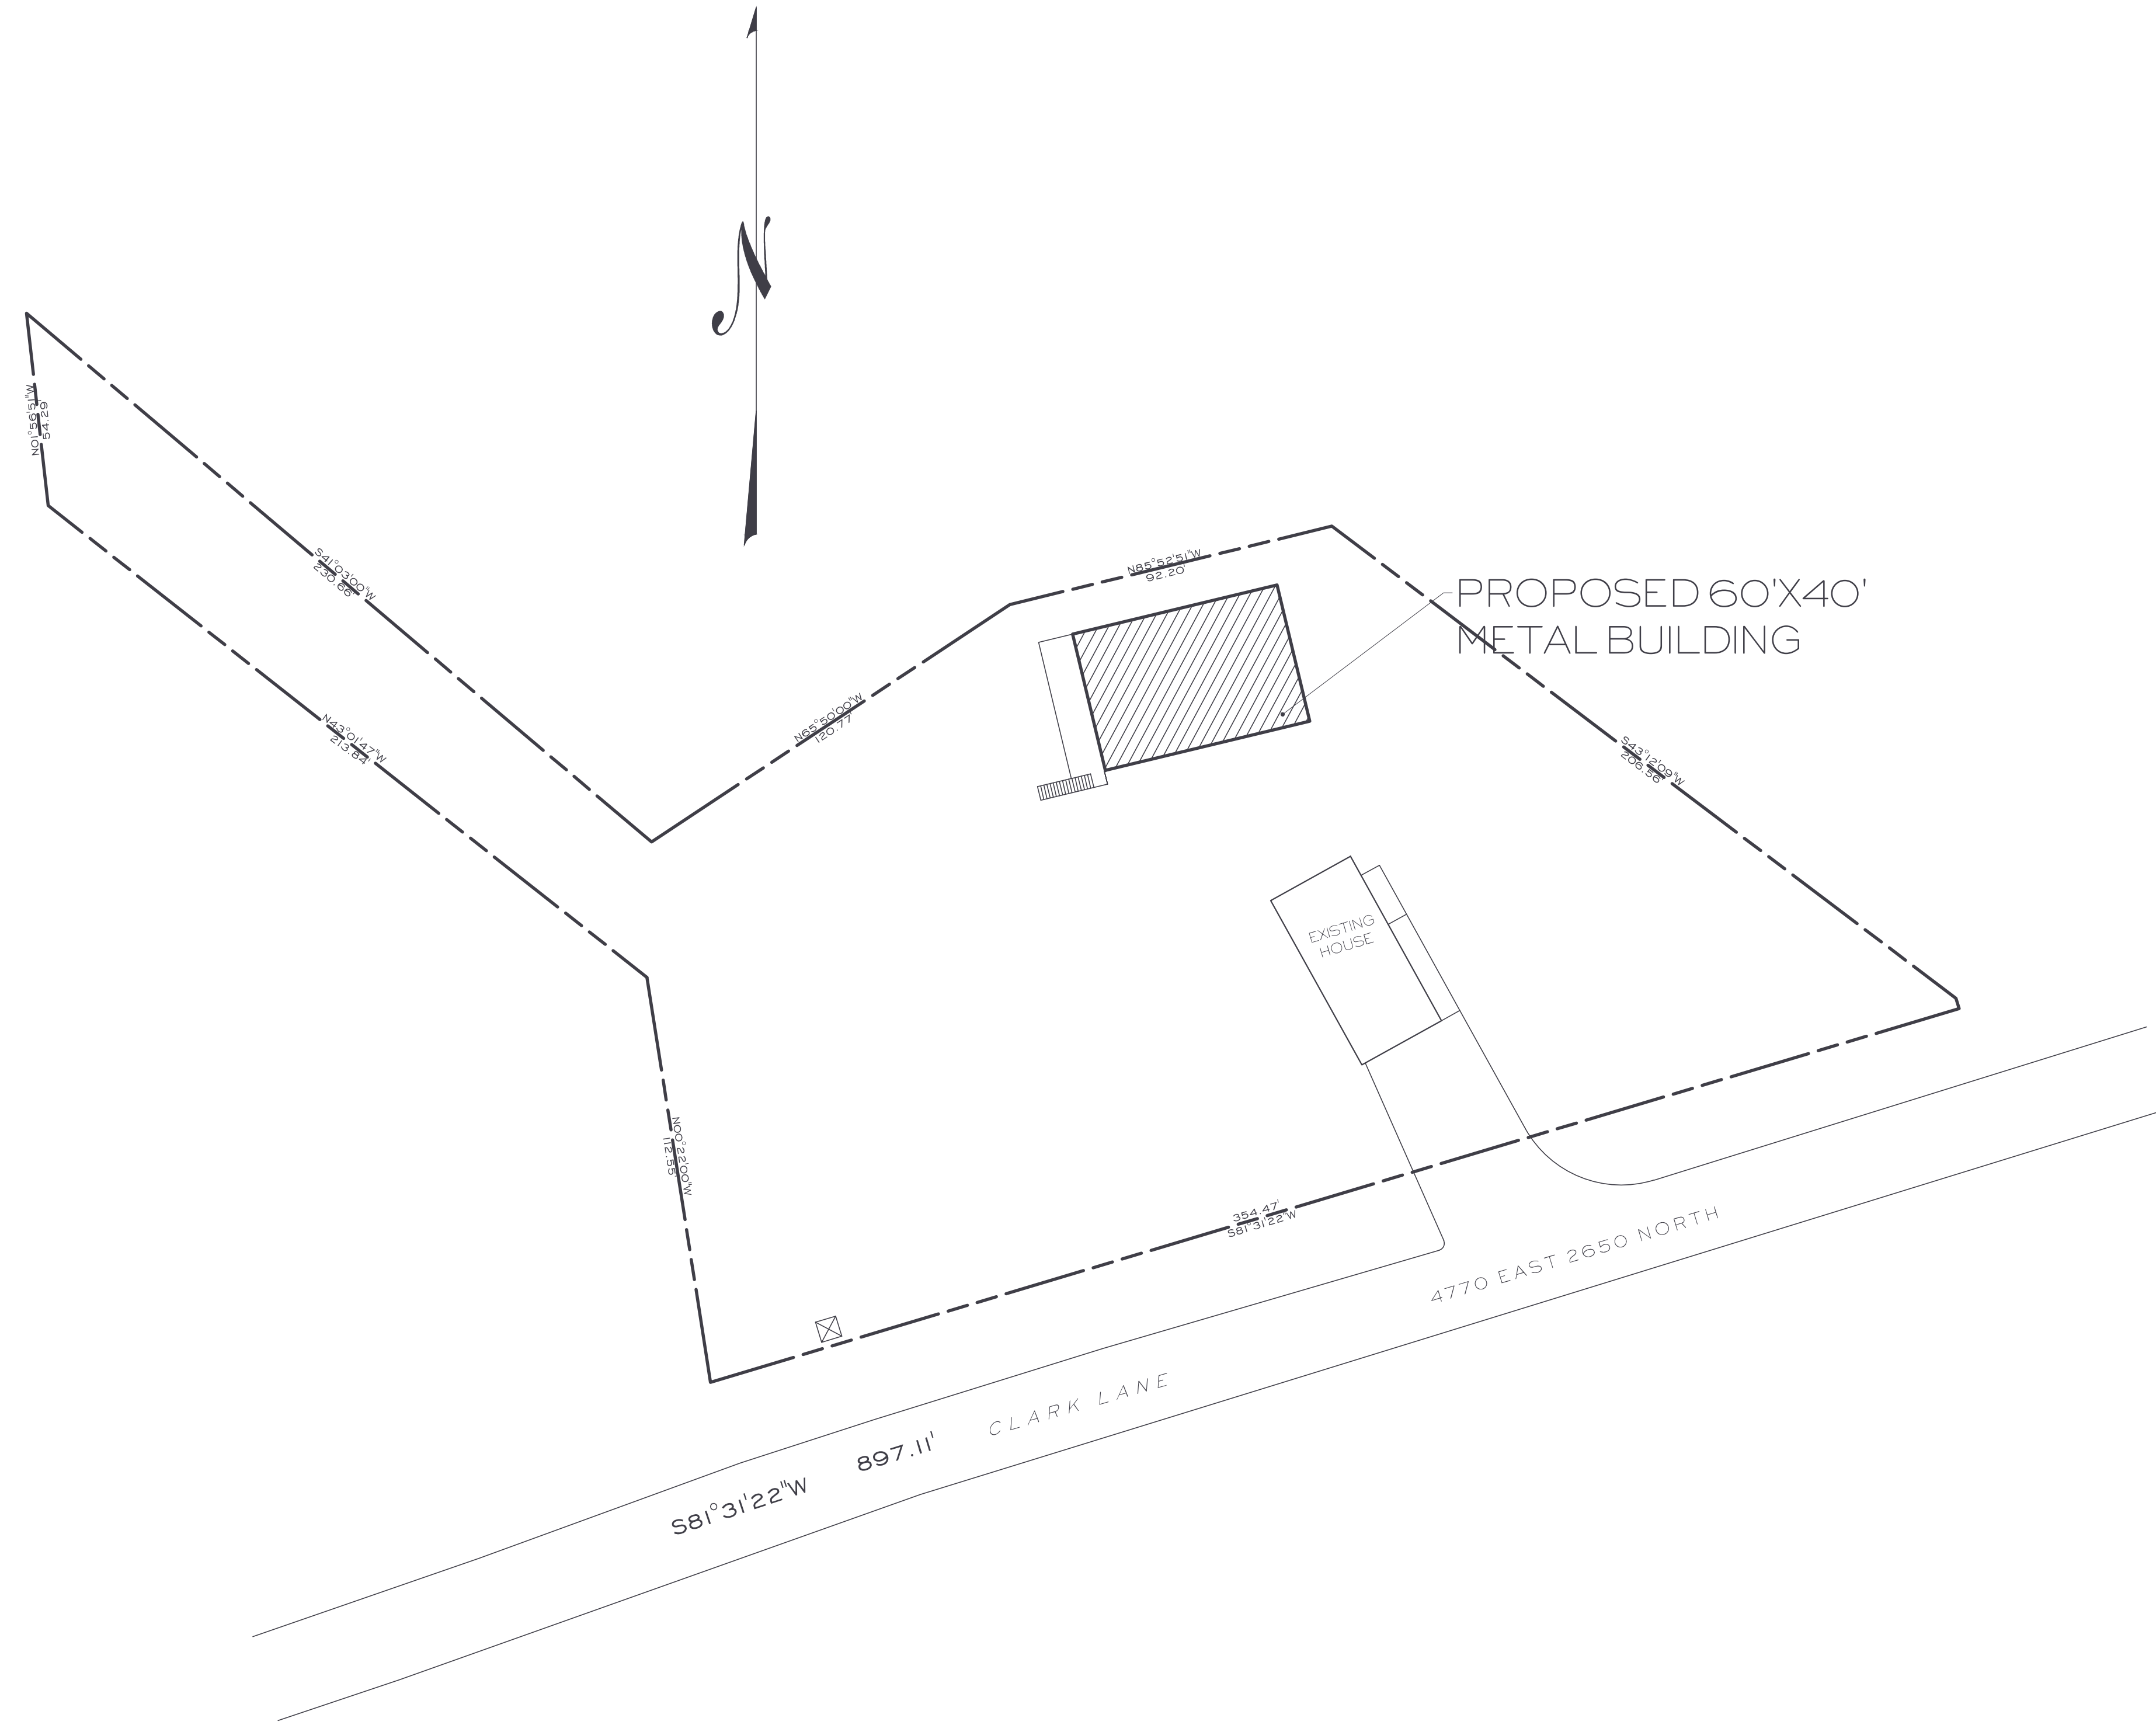 N
N01°56'51"W
54.29
S41°03'00"W
230.66'
N43°01'47"W
213.84'
N65°50'00"W
120.77
N85°52'51"W
92.20'
PROPOSED 60'X40'
METAL BUILDING
S43°12'09"W
206.56'
EXISTING
HOUSE
N00°22'00"W
112.55'
354.47'
S81°31'22"W
4770 EAST 2650 NORTH
CLARK LANE
S81°31'22"W 897.11'